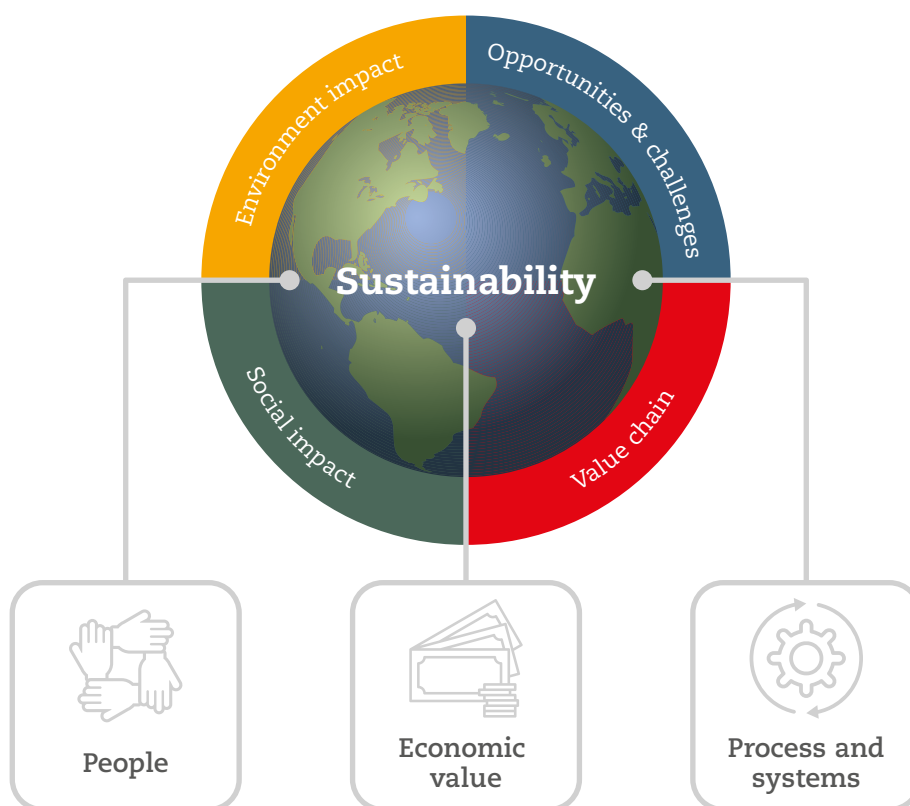 Environment impact
Opportunities & challenges
Sustainability
Social impact
Value chain
People
Economic
value
Process and
systems